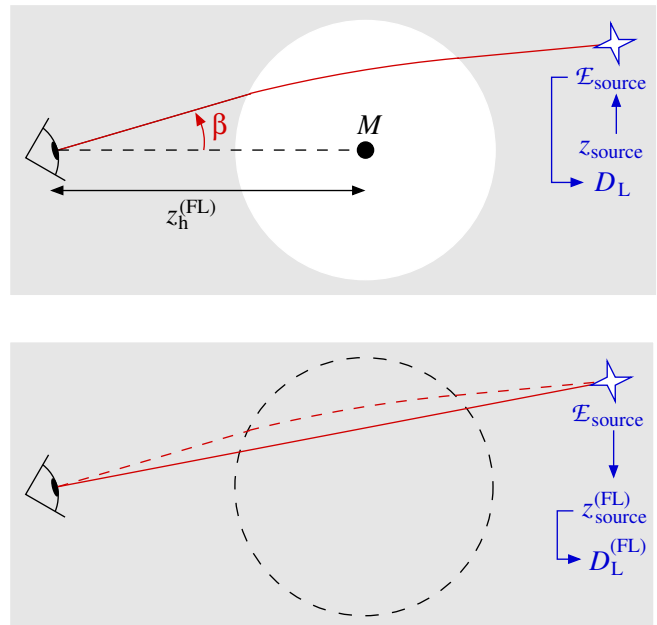 ℰ_source
β
M
z_source
D_L
z_h^(FL)
ℰ_source
z_source^(FL)
D_L^(FL)